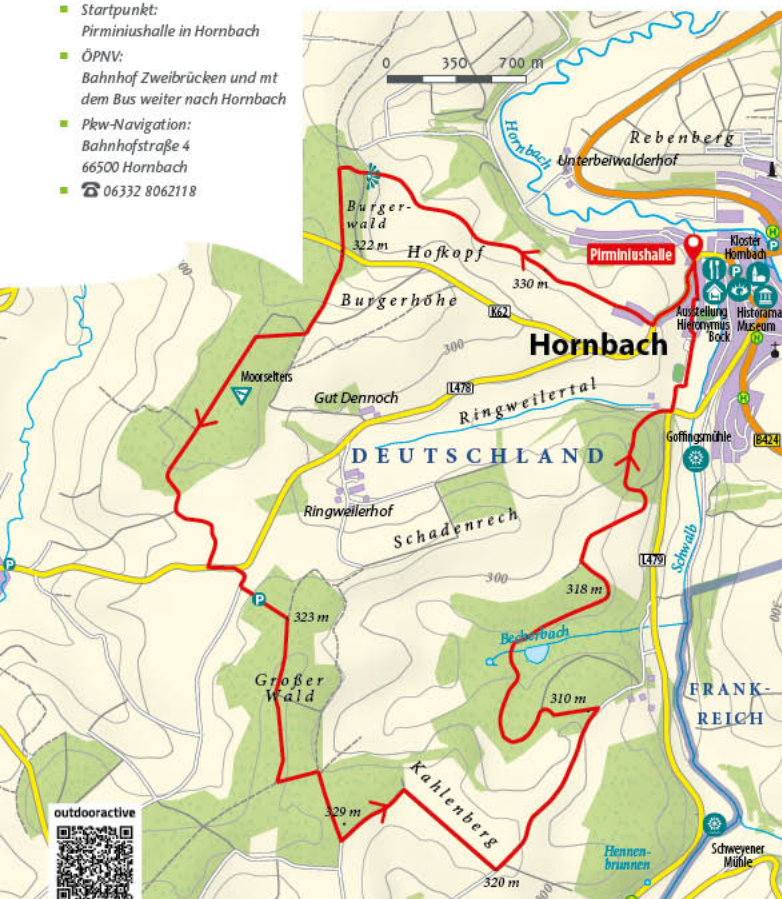 Startpunkt:
Pirminiushalle in Hornbach
ÖPNV:
Bahnhof Zweibrücken und mt
dem Bus weiter nach Hornbach
Pkw-Navigation:
Bahnhofstraße 4
66500 Hornbach
06332 8062118
0 350 700 m
Hornbach
Rebenberg
Unterbeiwalderhof
H
P
Burger-
wald
322 m
Hofkopf
Pirminiushalle
Kloster
Hornbach
P
330 m
Burgerhöhe
K62
Ausstellung
Hieronymus
Bock
Historama
Museum
300
Hornbach
H
Moorselters
L478
Gut Dennoch
Ringweilertal
H
Goffingsmühle
B424
DEUTSCHLAND
Ringweilerhof
Schadenrech
Schwalb
L479
P
300
318 m
P
323 m
Becherbach
Großer
Wald
310 m
FRANK-
REICH
Kahlenberg
329 m
outdooractive
Hennen-
brunnen
Schweyener
Mühle
320 m